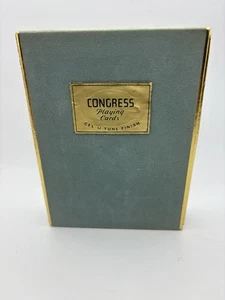 CONGRESS
Playing
Cards
CEL-U-TONE FINISH